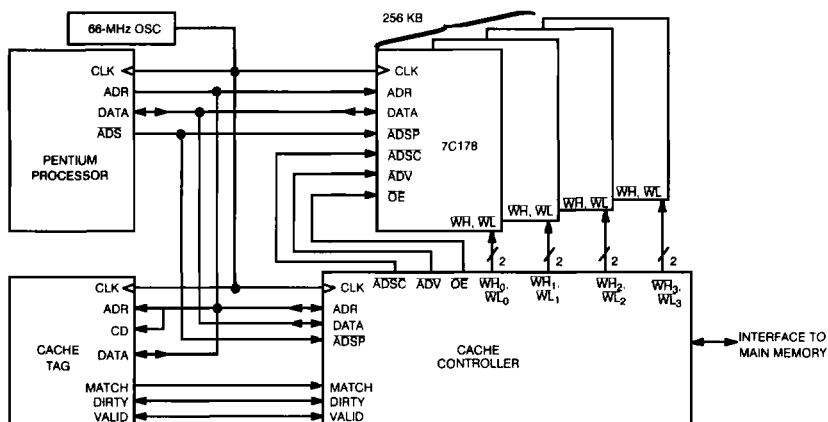 256 KB
66-MHz OSC
CLK
ADR
DATA
ADS
PENTIUM
PROCESSOR
CLK
ADR
DATA
ADSP
ADSC
ADV
OE
7C178
WH, WL
WH, WL
WH, WL
WH, WL
2
2
2
2
CLK
ADR
CD
DATA
MATCH
DIRTY
VALID
CACHE
TAG
ADSC
ADV
OE
WH0,
WL0
WH1,
WL1
WH2,
WL2
WH3,
WL3
CLK
ADR
DATA
ADSP
MATCH
DIRTY
VALID
CACHE
CONTROLLER
INTERFACE TO
MAIN MEMORY